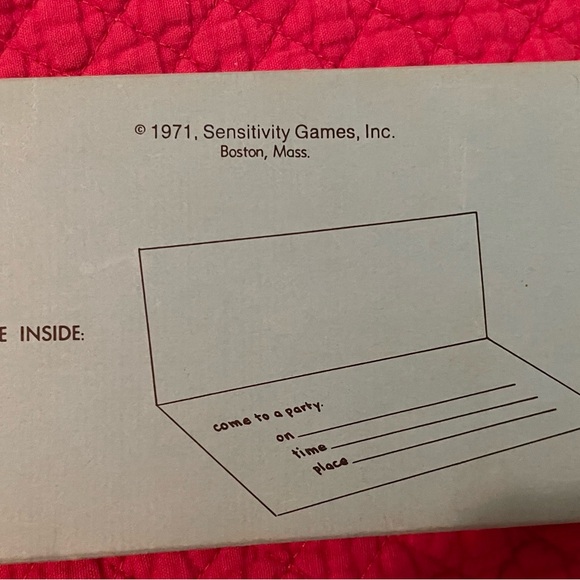 © 1971, Sensitivity Games, Inc.
Boston, Mass.
E INSIDE:
come to a party.
on
time
place